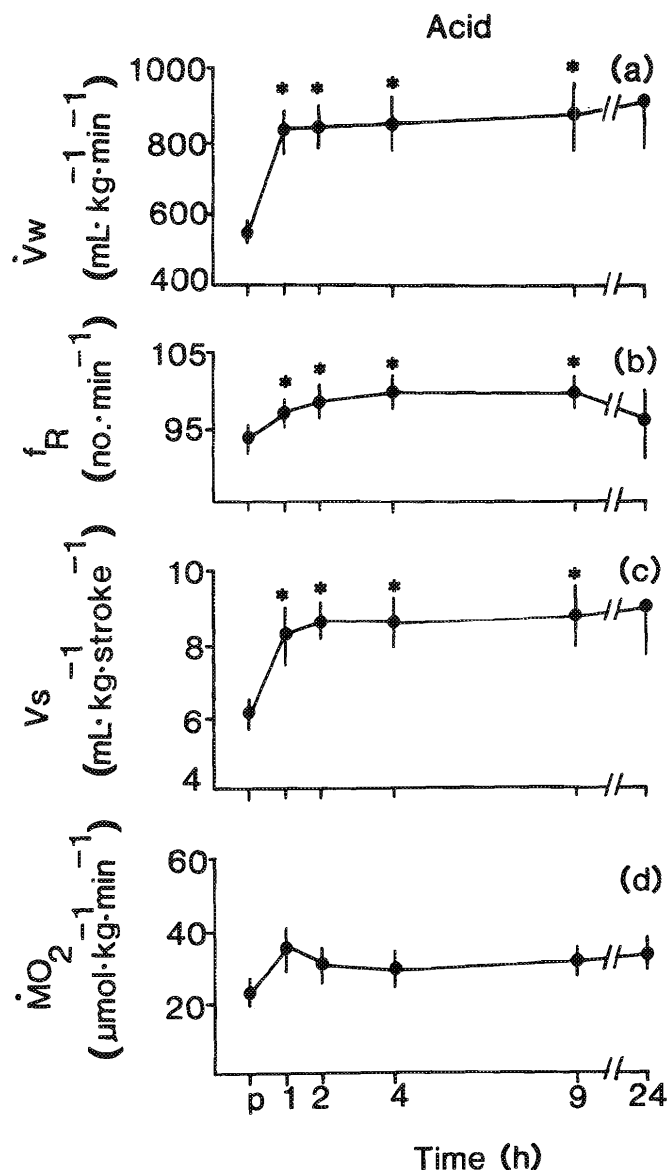 Acid
(a)
V̇w
(mL·kg⁻¹·min⁻¹)
1000
800
600
400
* * * *
(b)
fR
(no.·min⁻¹)
105
95
* * * *
(c)
Vs
(mL·kg⁻¹·stroke⁻¹)
10
8
6
4
* * * *
(d)
ṀO₂
(µmol·kg⁻¹·min⁻¹)
60
40
20
p 1 2 4 9 24
Time (h)